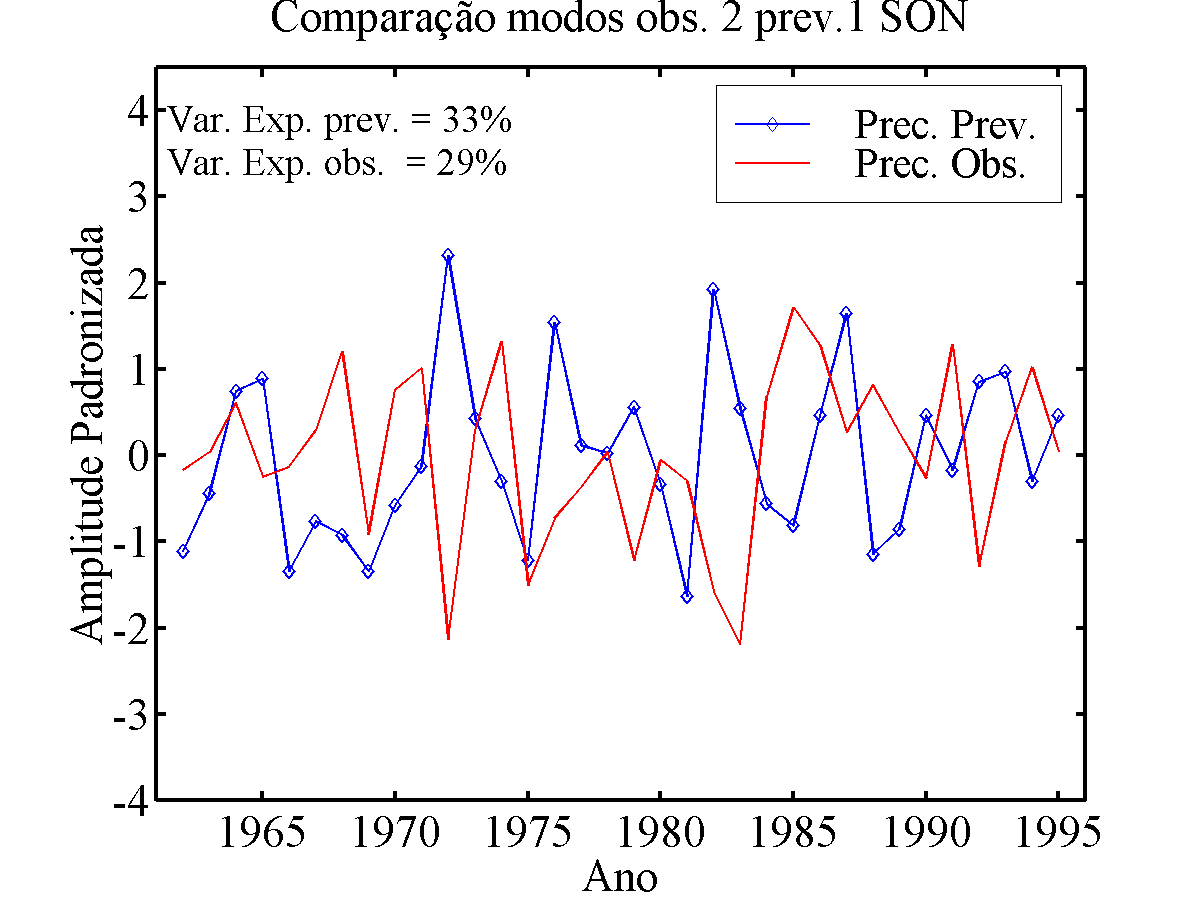 Comparação modos obs. 2 prev.1 SON
Var. Exp. prev. = 33%
Var. Exp. obs.  = 29%
Prec. Prev.
Prec. Obs.
Amplitude Padronizada
4
3
2
1
0
-1
-2
-3
-4
1965 1970 1975 1980 1985 1990 1995
Ano